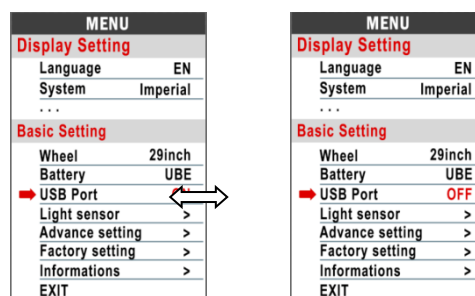 MENU
Display Setting
Language EN
System Imperial
. . .
Basic Setting
Wheel 29inch
Battery UBE
USB Port
Light sensor >
Advance setting >
Factory setting >
Informations >
EXIT
MENU
Display Setting
Language EN
System Imperial
. . .
Basic Setting
Wheel 29inch
Battery UBE
USB Port OFF
Light sensor >
Advance setting >
Factory setting >
Informations >
EXIT